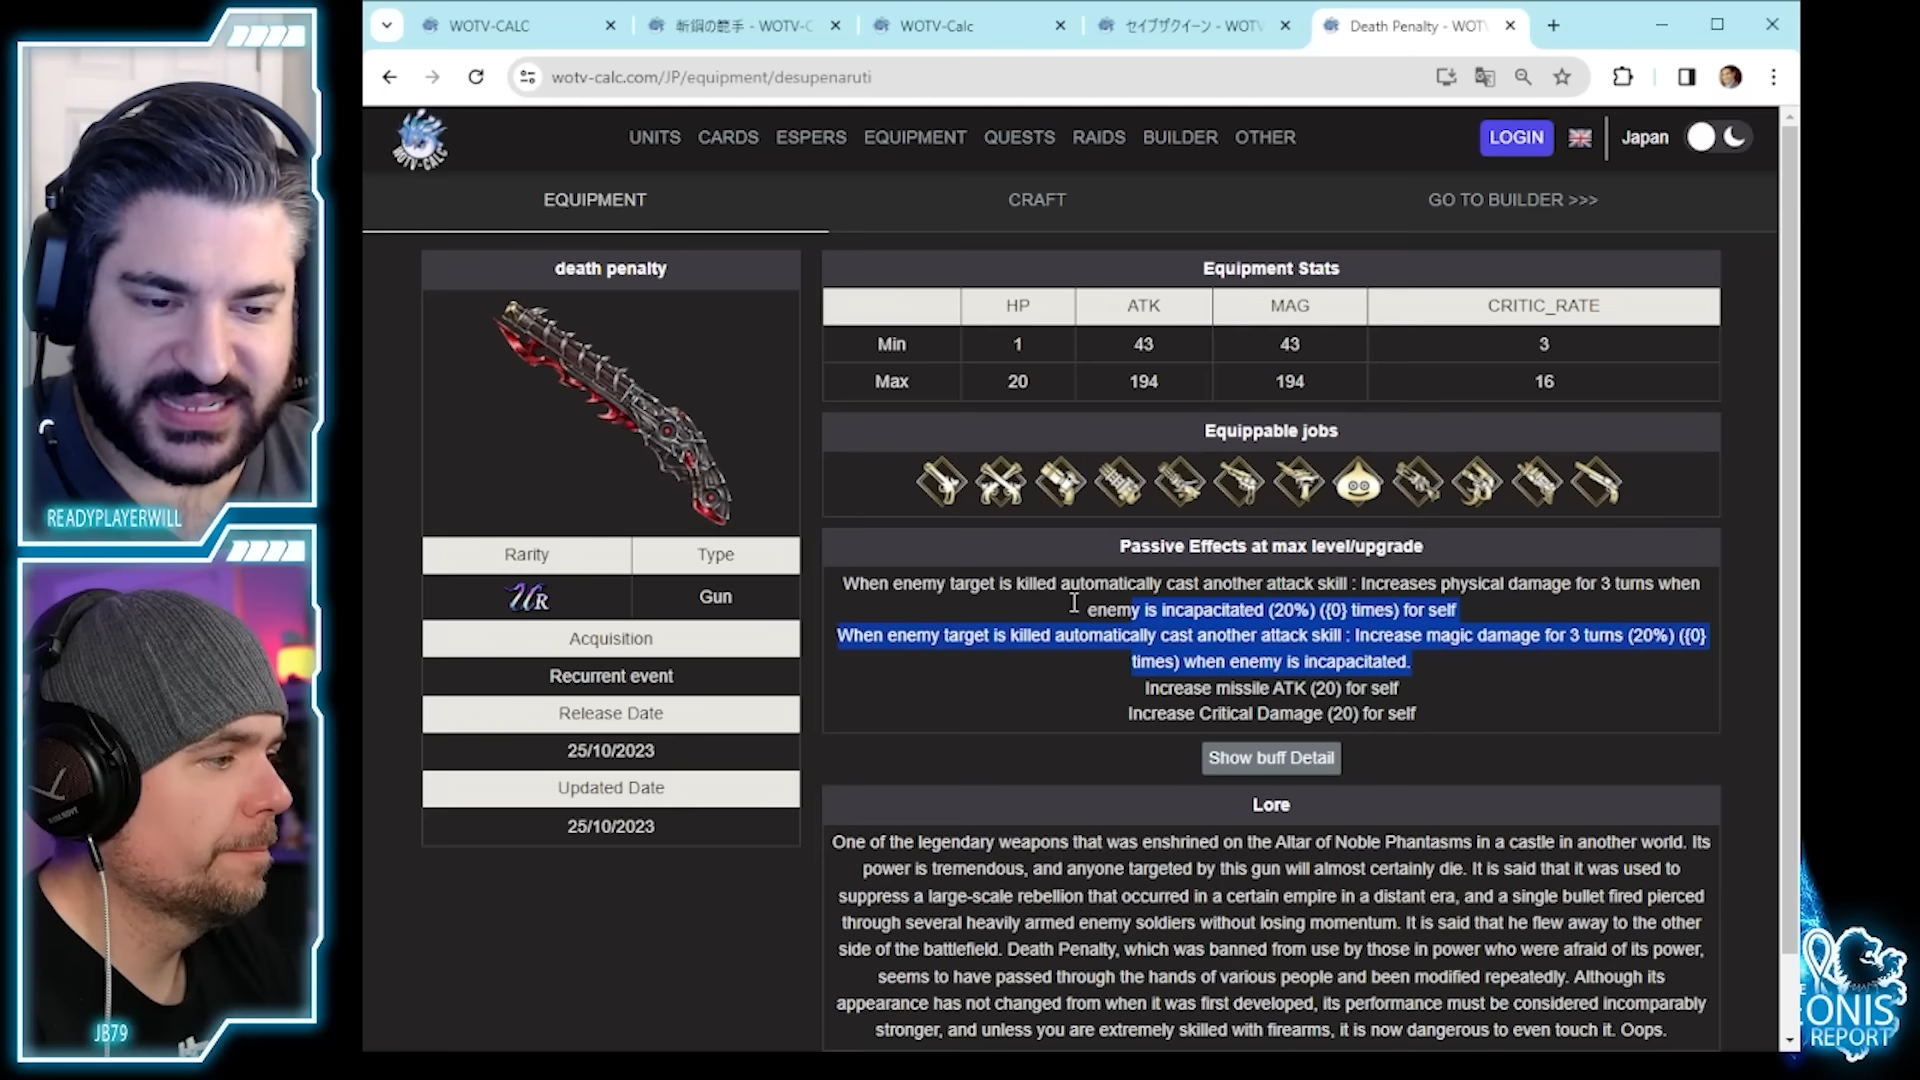 WOTV-CALC
斬鋼の籠手 - WOTV-C
WOTV-Calc
セイブザクイーン - WOTV
Death Penalty - WOTV
wotv-calc.com/JP/equipment/desupenaruti
WOTV-CALC
UNITS CARDS ESPERS EQUIPMENT QUESTS RAIDS BUILDER OTHER
LOGIN
Japan
EQUIPMENT
CRAFT
GO TO BUILDER >>>
death penalty
Rarity Type
UR Gun
Acquisition
Recurrent event
Release Date
25/10/2023
Updated Date
25/10/2023
Equipment Stats
HP ATK MAG CRITIC_RATE
Min 1 43 43 3
Max 20 194 194 16
Equippable jobs
Passive Effects at max level/upgrade
When enemy target is killed automatically cast another attack skill : Increases physical damage for 3 turns when
enemy is incapacitated (20%) ({0} times) for self
When enemy target is killed automatically cast another attack skill : Increase magic damage for 3 turns (20%) ({0}
times) when enemy is incapacitated.
Increase missile ATK (20) for self
Increase Critical Damage (20) for self
Show buff Detail
Lore
One of the legendary weapons that was enshrined on the Altar of Noble Phantasms in a castle in another world. Its
power is tremendous, and anyone targeted by this gun will almost certainly die. It is said that it was used to
suppress a large-scale rebellion that occurred in a certain empire in a distant era, and a single bullet fired pierced
through several heavily armed enemy soldiers without losing momentum. It is said that he flew away to the other
side of the battlefield. Death Penalty, which was banned from use by those in power who were afraid of its power,
seems to have passed through the hands of various people and been modified repeatedly. Although its
appearance has not changed from when it was first developed, its performance must be considered incomparably
stronger, and unless you are extremely skilled with firearms, it is now dangerous to even touch it. Oops.
READYPLAYERWILL
JB79
ONIS
REPORT